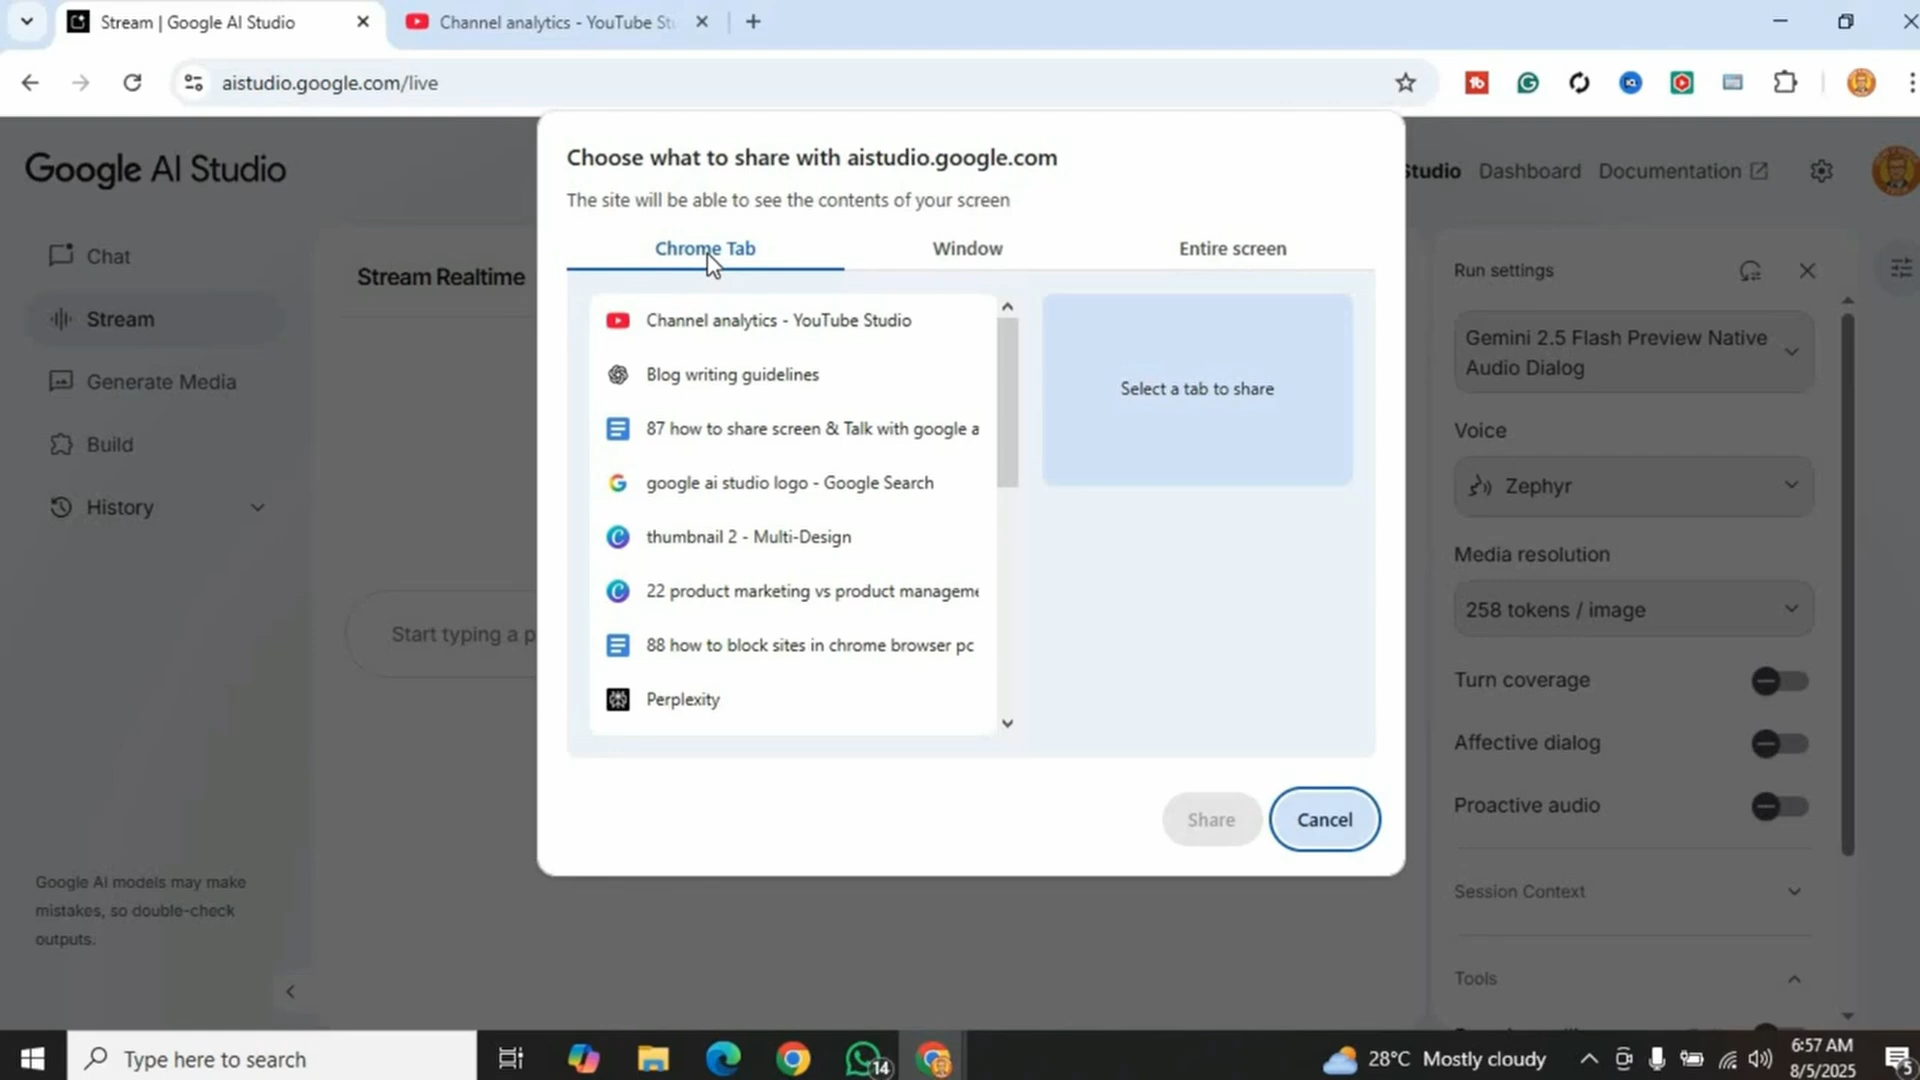 Stream | Google AI Studio
Channel analytics - YouTube St
aistudio.google.com/live
Google AI Studio
Studio
Dashboard
Documentation
Chat
Stream
Generate Media
Build
History
Google AI models may make
mistakes, so double-check
outputs.
Stream Realtime
Start typing a p
Choose what to share with aistudio.google.com
The site will be able to see the contents of your screen
Chrome Tab
Window
Entire screen
Channel analytics - YouTube Studio
Blog writing guidelines
87 how to share screen & Talk with google a
google ai studio logo - Google Search
thumbnail 2 - Multi-Design
22 product marketing vs product manageme
88 how to block sites in chrome browser pc
Perplexity
Select a tab to share
Share
Cancel
Run settings
Gemini 2.5 Flash Preview Native
Audio Dialog
Voice
Zephyr
Media resolution
258 tokens / image
Turn coverage
Affective dialog
Proactive audio
Session Context
Tools
Type here to search
14
28°C Mostly cloudy
6:57 AM
8/5/2025
5